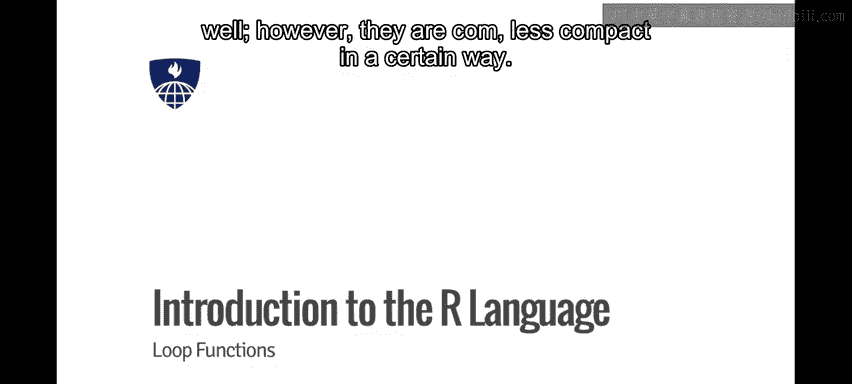 well; however, they are com, less compact
in a certain way.
Introduction to the R Language
Loop Functions